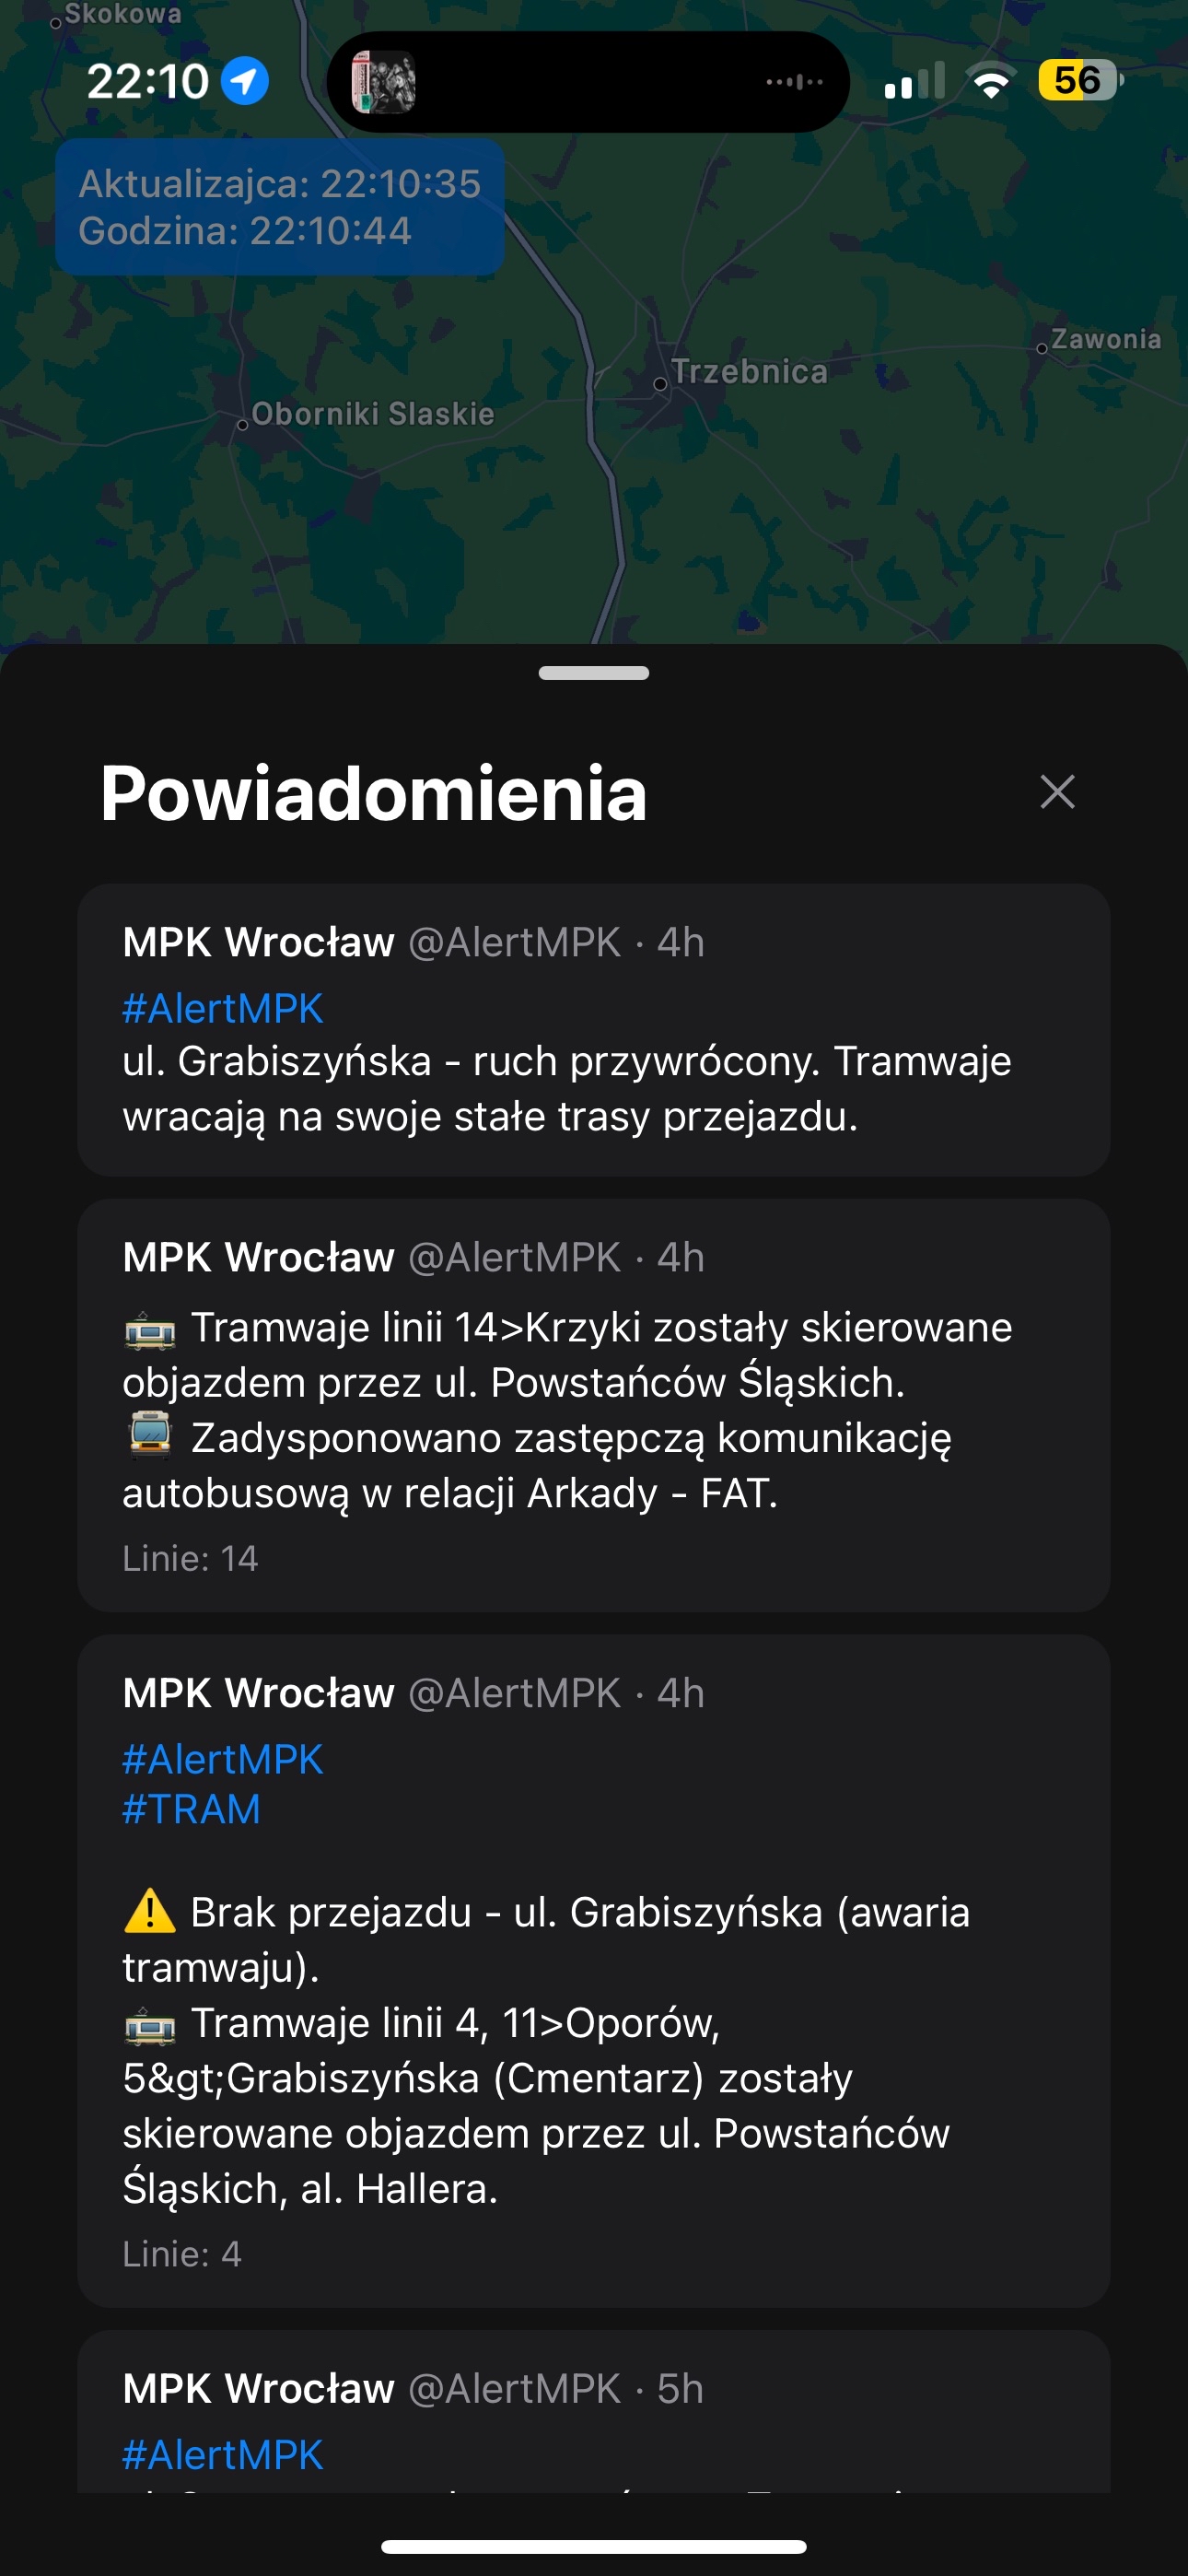 Skokowa
22:10
56
Aktualizajca: 22:10:35
Godzina: 22:10:44
Zawonia
Trzebnica
Oborniki Slaskie
Powiadomienia
MPK Wrocław @AlertMPK · 4h
#AlertMPK
ul. Grabiszyńska - ruch przywrócony. Tramwaje
wracają na swoje stałe trasy przejazdu.
MPK Wrocław @AlertMPK · 4h
🚋 Tramwaje linii 14>Krzyki zostały skierowane
objazdem przez ul. Powstańców Śląskich.
🚍 Zadysponowano zastępczą komunikację
autobusową w relacji Arkady - FAT.
Linie: 14
MPK Wrocław @AlertMPK · 4h
#AlertMPK
#TRAM
⚠️ Brak przejazdu - ul. Grabiszyńska (awaria
tramwaju).
🚋 Tramwaje linii 4, 11>Oporów,
5&gt;Grabiszyńska (Cmentarz) zostały
skierowane objazdem przez ul. Powstańców
Śląskich, al. Hallera.
Linie: 4
MPK Wrocław @AlertMPK · 5h
#AlertMPK